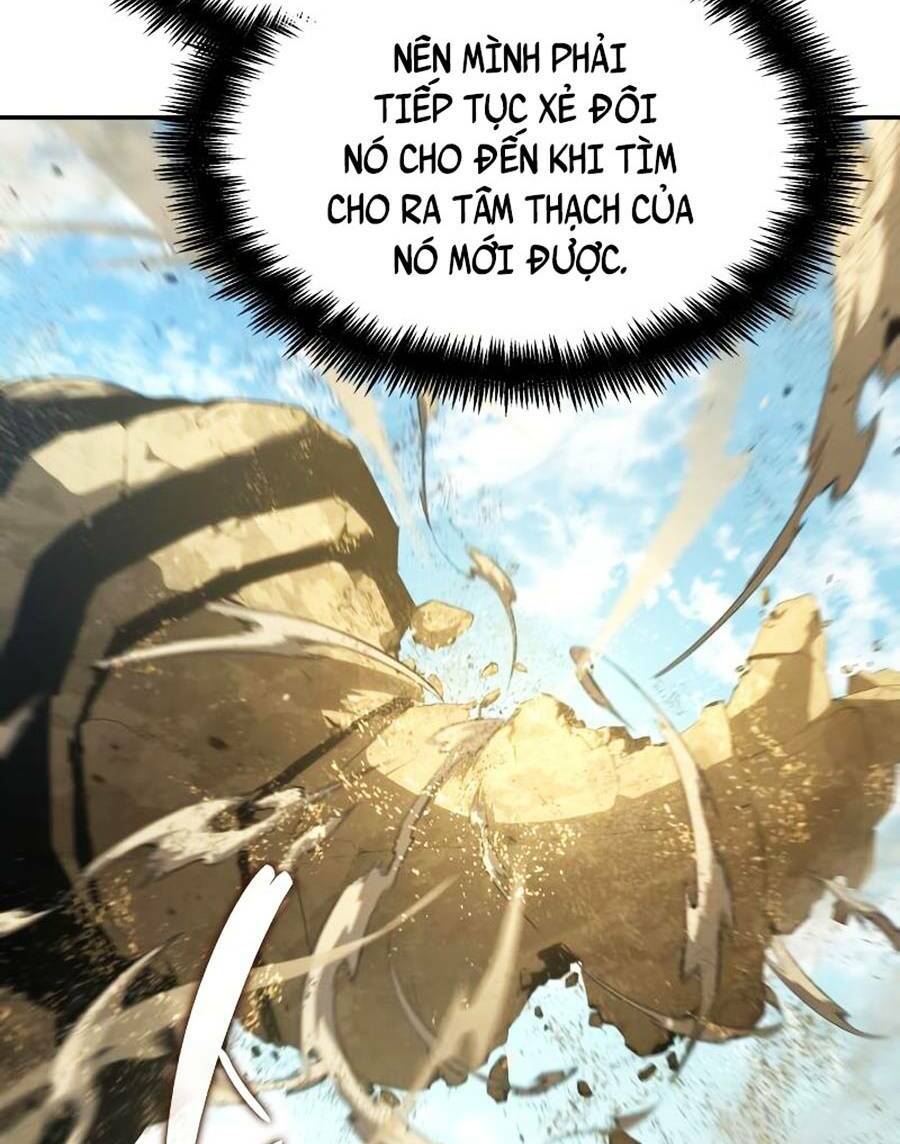 NÊN MÌNH PHẢI
TIẾP TỤC XẺ ĐÔI
NÓ CHO ĐẾN KHI TÌM
CHO RA TÂM THẠCH CỦA
NÓ MỚI ĐƯỢC.